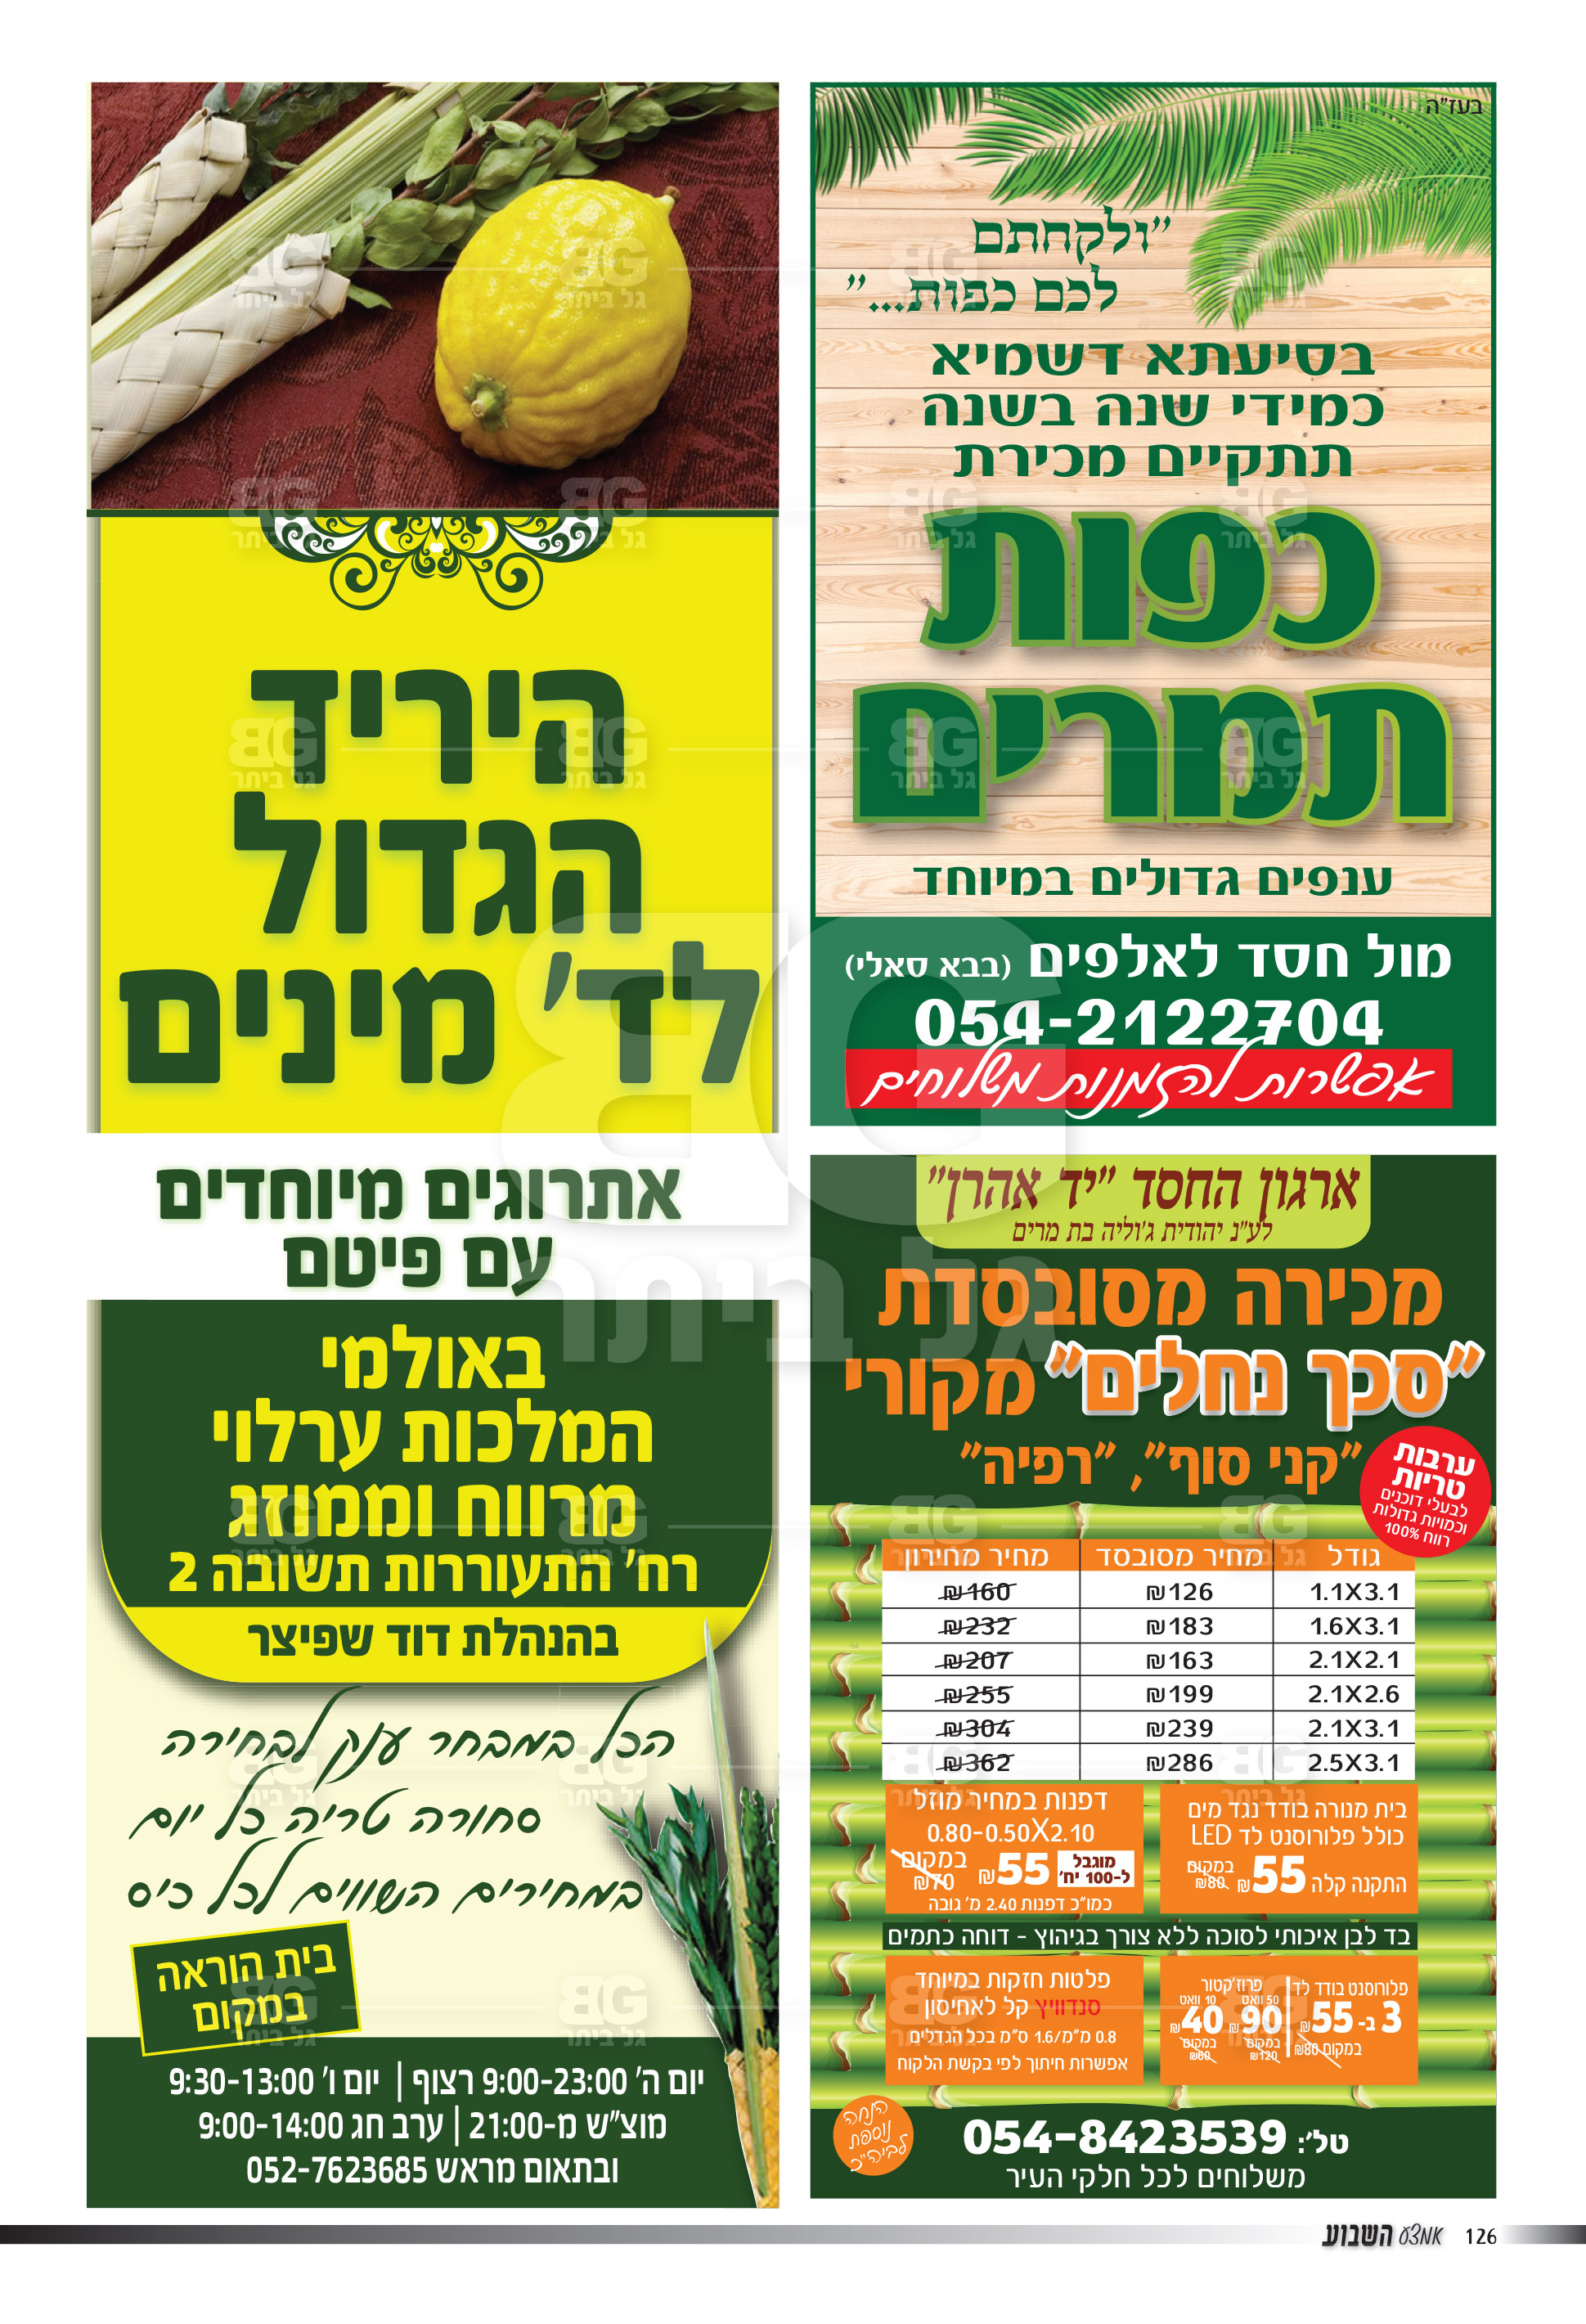 בעז"ה
"ולקחתם
לכם כפות..."
בסיעתא דשמיא
כמידי שנה בשנה
תתקיים מכירת
כפות
תמרים
ענפים גדולים במיוחד
מול חסד לאלפים (בבא סאלי)
054-2122704
אפשרות להזמנות משלוחים
ארגון החסד "יד אהרן"
לע"נ יהודית ג'וליה בת מרים
מכירה מסובסדת
"סכך נחלים" מקורי
"קני סוף", "רפיה"
ערבות
טריות
לבעלי דוכנים
וכמויות גדולות
רווח 100%
גודל מחיר מסובסד מחיר מחירון
1.1X3.1 ₪126 ₪160
1.6X3.1 ₪183 ₪232
2.1X2.1 ₪163 ₪207
2.1X2.6 ₪199 ₪255
2.1X3.1 ₪239 ₪304
2.5X3.1 ₪286 ₪362
בית מנורה בודד נגד מים
כולל פלורוסנט לד LED
התקנה קלה 55₪ במקום 80₪
דפנות במחיר מוזל
0.80-0.50X2.10
מוגבל ל-100 יח' 55₪ במקום 70₪
כמו"כ דפנות 2.40 מ' גובה
בד לבן איכותי לסוכה ללא צורך בגיהוץ - דוחה כתמים
פלורוסנט בודד לד
3 ב- 55₪
במקום 80₪
פרוז'קטור
50 וואט 10 וואט
90₪ 40₪
במקום 120₪ במקום 60₪
פלטות חזקות במיוחד
סנדוויץ קל לאחיסון
0.8 מ"מ/1.6 ס"מ בכל הגדלים
אפשרות חיתוך לפי בקשת הלקוח
הנחה
נוספת
לביה"כ
טל': 054-8423539
משלוחים לכל חלקי העיר
היריד
הגדול
לד' מינים
אתרוגים מיוחדים
עם פיטם
באולמי
המלכות ערלוי
מרווח וממוזג
רח' התעוררות תשובה 2
בהנהלת דוד שפיצר
הכל במבחר ענק לבחירה
סחורה טריה כל יום
במחירים השווים לכל כיס
בית הוראה
במקום
יום ה' 9:00-23:00 רצוף | יום ו' 9:30-13:00
מוצ"ש מ-21:00 | ערב חג 9:00-14:00
ובתאום מראש 052-7623685
126 אמצע השבוע
BG
גל ביתר